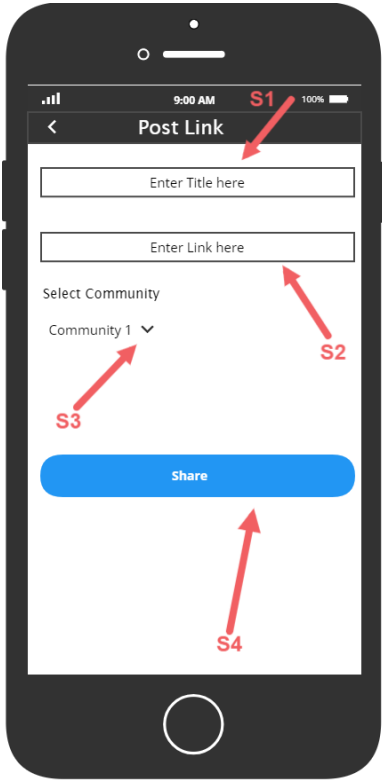 9:00 AM
S1
100%
Post Link
Enter Title here
Enter Link here
Select Community
Community 1
S2
S3
Share
S4